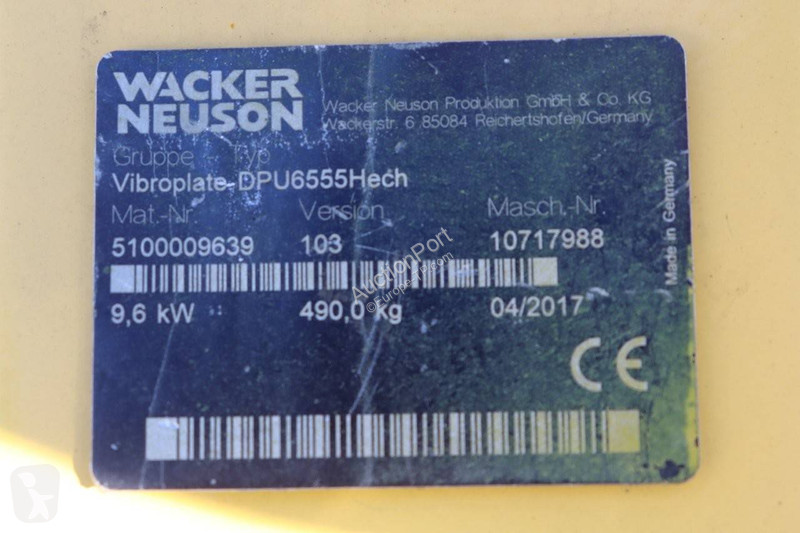 WACKER
NEUSON
Wacker Neuson Produktion GmbH & Co. KG
Wackerstr. 6 85084 Reichertshofen/Germany
Gruppe - Typ
Vibroplate-DPU6555Hech
Mat.-Nr. Version Masch.-Nr.
5100009639 103 10717988
9,6 kW 490,0 kg 04/2017
CE
Made in Germany
AuctionPort